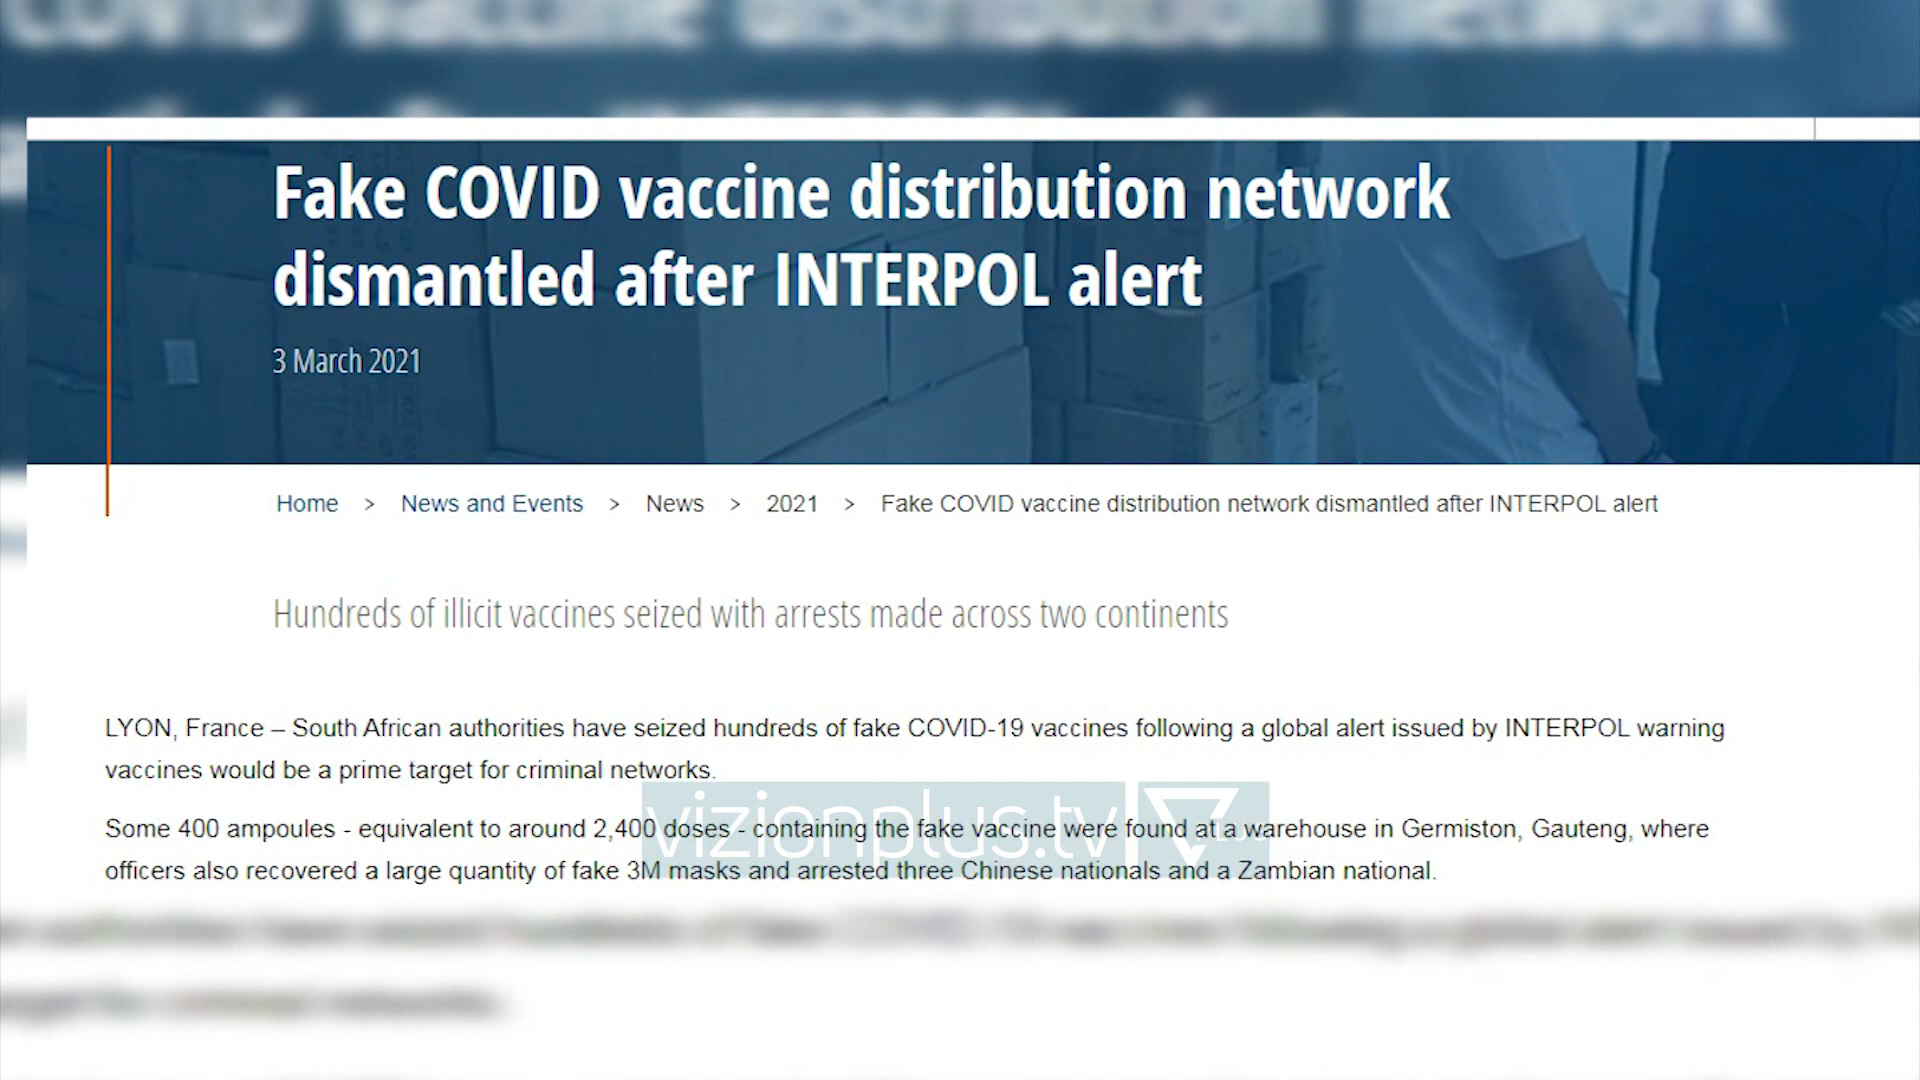 COVID vaccine distribution network
Fake COVID vaccine distribution network
dismantled after INTERPOL alert
3 March 2021
Home > News and Events > News > 2021 > Fake COVID vaccine distribution network dismantled after INTERPOL alert
Hundreds of illicit vaccines seized with arrests made across two continents
LYON, France – South African authorities have seized hundreds of fake COVID-19 vaccines following a global alert issued by INTERPOL warning
vaccines would be a prime target for criminal networks.
vizionplus.tv
Some 400 ampoules - equivalent to around 2,400 doses - containing the fake vaccine were found at a warehouse in Germiston, Gauteng, where
officers also recovered a large quantity of fake 3M masks and arrested three Chinese nationals and a Zambian national.